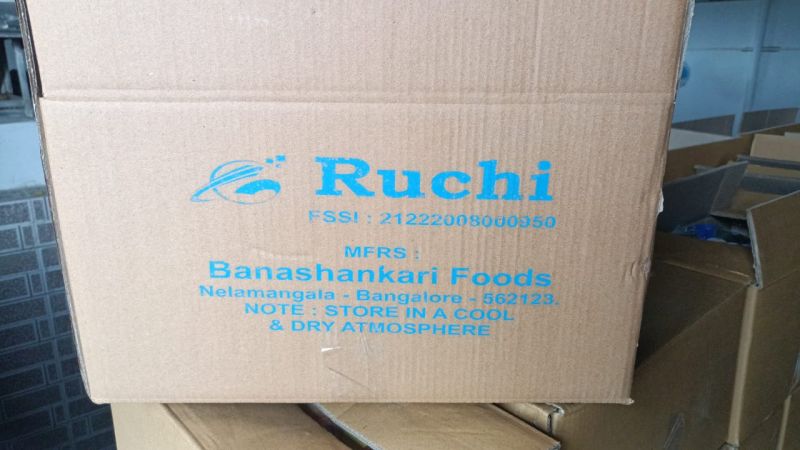 Ruchi
FSSI : 21222008000950
MFRS :
Banashankari Foods
Nelamangala - Bangalore - 562123.
NOTE : STORE IN A COOL
& DRY ATMOSPHERE